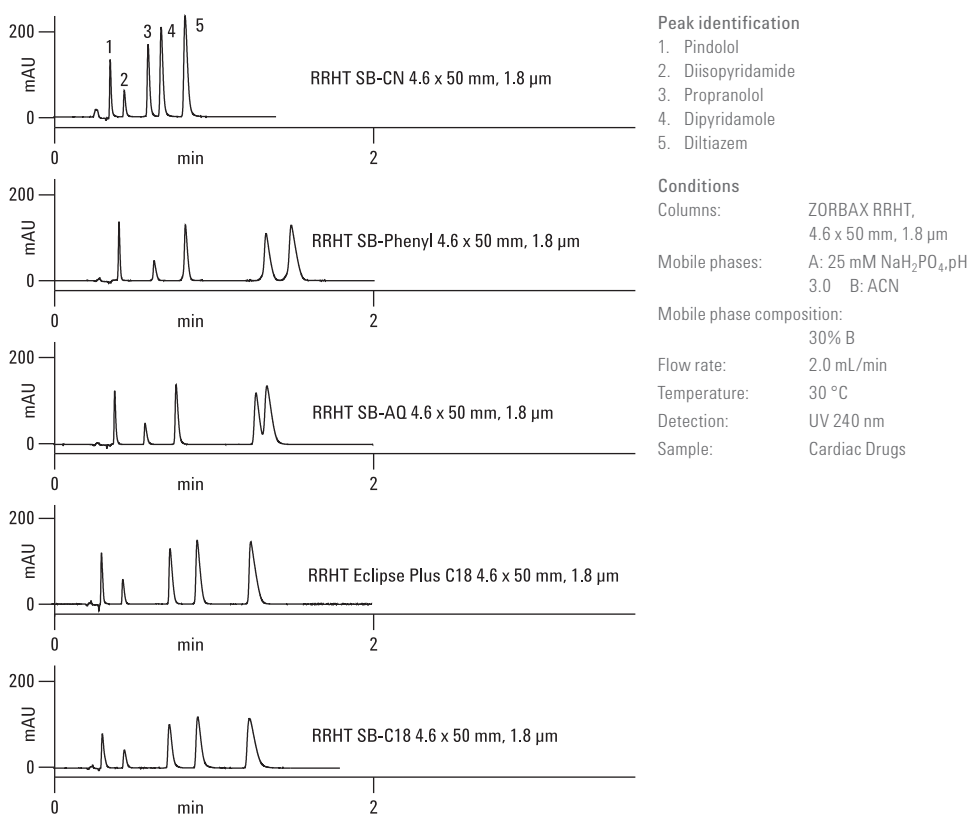 200
mAU
0
1
2
3
4
5
RRHT SB-CN 4.6 x 50 mm, 1.8 µm
0
min
2
200
mAU
0
RRHT SB-Phenyl 4.6 x 50 mm, 1.8 µm
0
min
2
200
mAU
0
RRHT SB-AQ 4.6 x 50 mm, 1.8 µm
0
min
2
200
mAU
0
RRHT Eclipse Plus C18 4.6 x 50 mm, 1.8 µm
0
min
2
200
mAU
0
RRHT SB-C18 4.6 x 50 mm, 1.8 µm
0
min
2
Peak identification
1. Pindolol
2. Diisopyridamide
3. Propranolol
4. Dipyridamole
5. Diltiazem
Conditions
Columns: ZORBAX RRHT,
4.6 x 50 mm, 1.8 µm
Mobile phases: A: 25 mM NaH₂PO₄,pH
3.0 B: ACN
Mobile phase composition:
30% B
Flow rate: 2.0 mL/min
Temperature: 30 °C
Detection: UV 240 nm
Sample: Cardiac Drugs